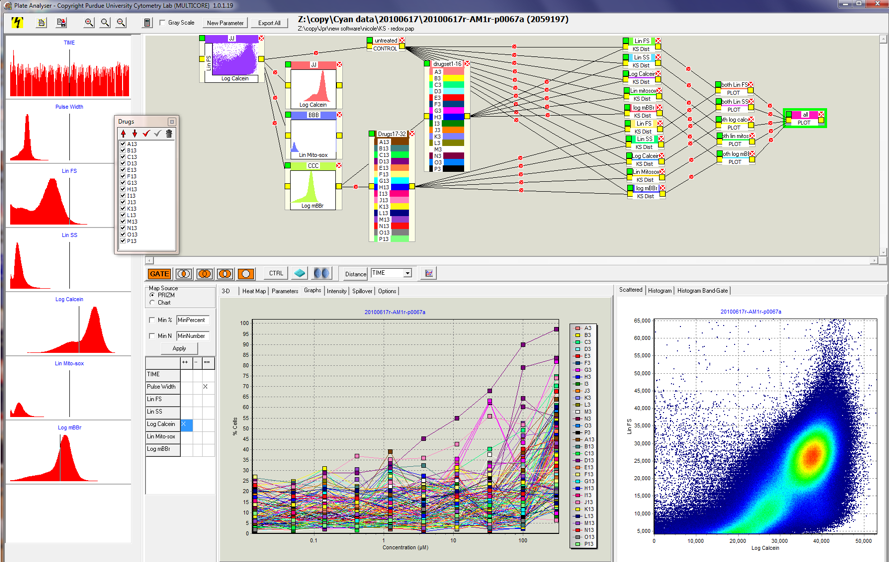 Plate Analyser - Copyright Purdue University Cytometry Lab (MULTICORE) 1.0.1.19
Gray Scale
New Parameter
Export All
Z:\copy\Cyan data\20100617\20100617r-AM1r-p0067a (2059197)
Z:\copy\lpr\new software\nicole\KS - redox.pap
TIME
Pulse Width
Lin FS
Lin SS
Log Calcein
Lin Mito-sox
Log mBBr
Drugs
A13
B13
C13
D13
E13
F13
G13
H13
I13
J13
K13
L13
M13
N13
O13
P13
JJ
Log Calcein
JJ
Log Calcein
BBB
Lin Mito-sox
CCC
Log mBBr
untreated
CONTROL
drugset1-16
A3
B3
C3
D3
E3
F3
G3
H3
I3
J3
K3
L3
M3
N3
O3
P3
Drugs17-32
A13
B13
C13
D13
E13
F13
G13
H13
I13
J13
K13
L13
M13
N13
O13
P13
Lin FS
KS Dist
Lin SS
KS Dist
Log Calcein
KS Dist
Lin mitosox
KS Dist
log mBBr
KS Dist
Lin FS
KS Dist
Lin SS
KS Dist
Log Calcein
KS Dist
Lin Mitosox
KS Dist
log mBBr
KS Dist
both Lin FS
PLOT
both Lin SS
PLOT
th log calce
PLOT
th lin mitos
PLOT
oth log mBB
PLOT
all
PLOT
GATE
CTRL
Distance
TIME
Map Source
PRIZM
Chart
Min %
MinPercent
Min N
MinNumber
Apply
TIME
Pulse Width
X
Lin FS
Lin SS
Log Calcein
X
Lin Mito-sox
Log mBBr
3-D
Heat Map
Parameters
Graphs
Intensity
Spillover
Options
20100617r-AM1r-p0067a
100
95
90
85
80
75
70
65
60
55
50
45
40
35
30
25
20
15
10
5
0
% Cells
0.1
1
10
100
Concentration (µM)
A3
B3
C3
D3
E3
F3
G3
H3
I3
J3
K3
L3
M3
N3
O3
P3
A13
B13
C13
D13
E13
F13
G13
H13
I13
J13
K13
L13
M13
N13
O13
P13
Scattered
Histogram
Histogram Band-Gate
20100617r-AM1r-p0067a
65,000
60,000
55,000
50,000
45,000
40,000
35,000
30,000
25,000
20,000
15,000
10,000
5,000
Lin FS
0
10,000
20,000
30,000
40,000
50,000
Log Calcein